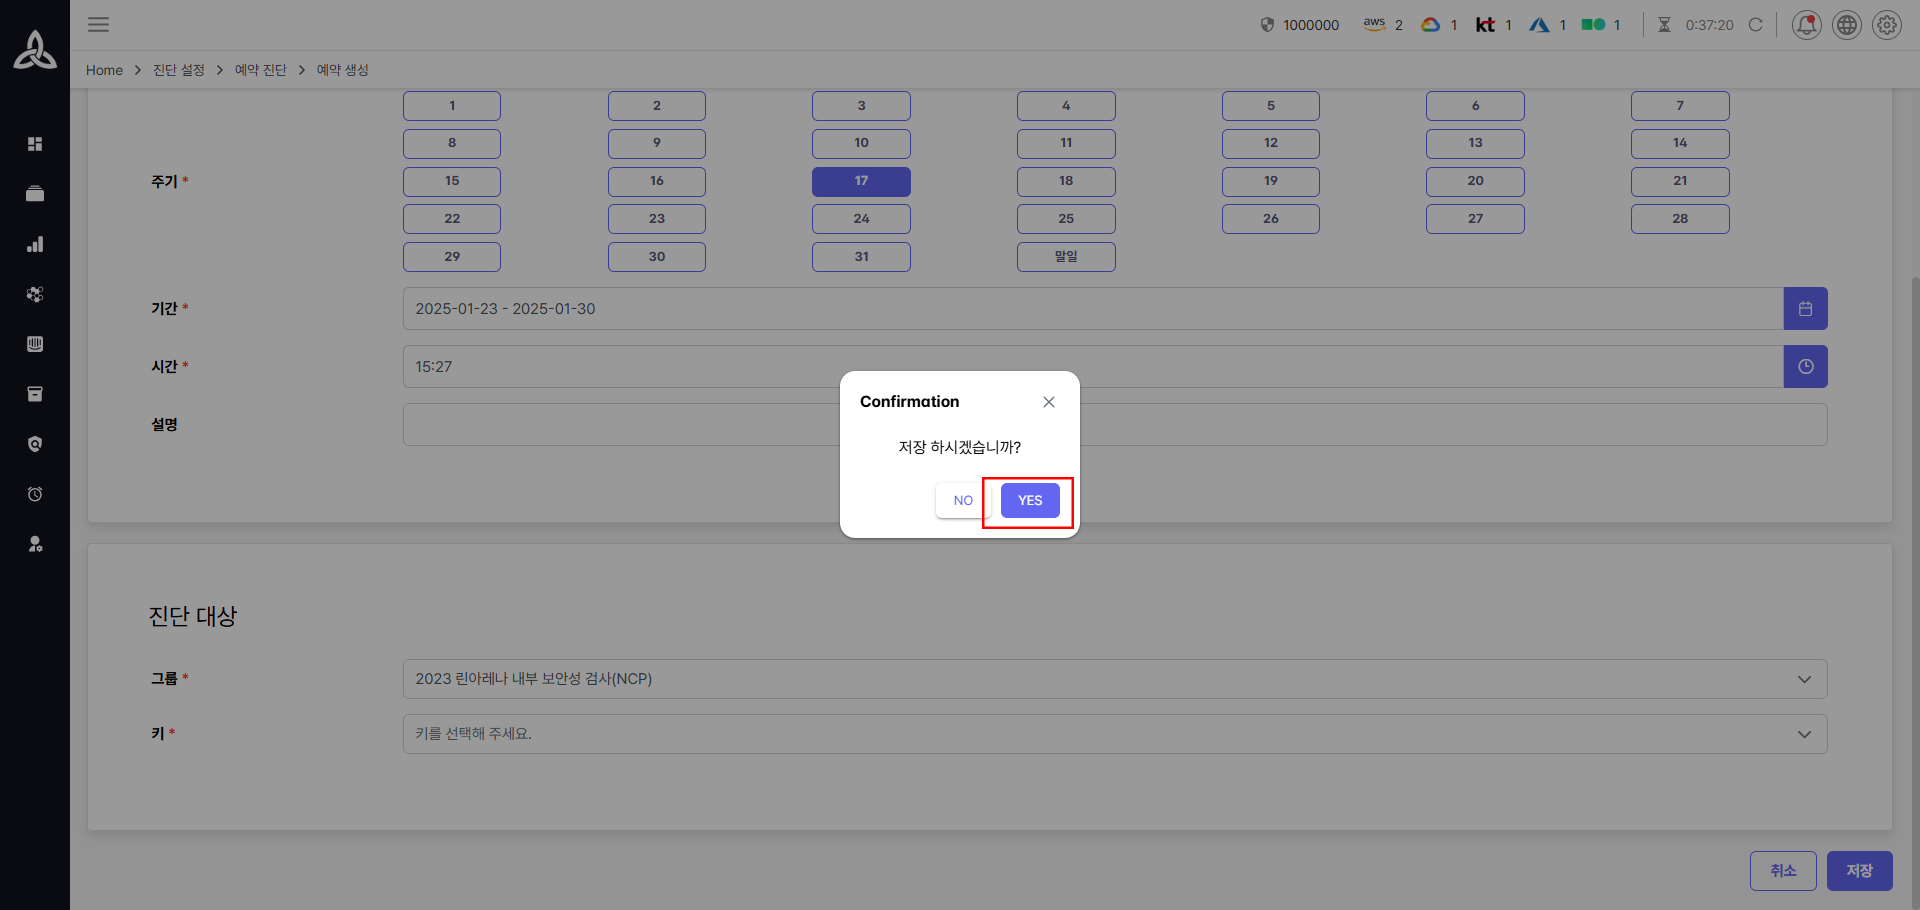 1000000 aws 2 1 kt 1 1 1 0:37:20
Home > 진단 설정 > 예약 진단 > 예약 생성
1 2 3 4 5 6 7
8 9 10 11 12 13 14
주기 * 15 16 17 18 19 20 21
22 23 24 25 26 27 28
29 30 31 말일
기간 * 2025-01-23 - 2025-01-30
시간 * 15:27
설명
Confirmation
저장 하시겠습니까?
NO YES
진단 대상
그룹 * 2023 린아레나 내부 보안성 검사(NCP)
키 * 키를 선택해 주세요.
취소 저장